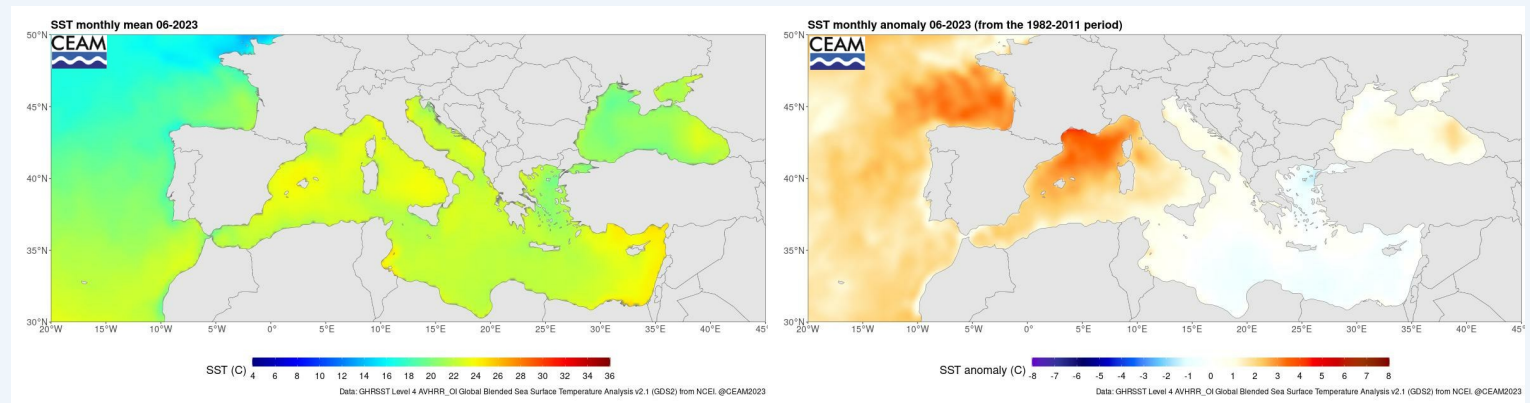 SST monthly mean 06-2023
CEAM
50°N
45°N
40°N
35°N
30°N
20°W 15°W 10°W 5°W 0° 5°E 10°E 15°E 20°E 25°E 30°E 35°E 40°E 45°
SST (C)
4 6 8 10 12 14 16 18 20 22 24 26 28 30 32 34 36
Data: GHRSST Level 4 AVHRR_OI Global Blended Sea Surface Temperature Analysis v2.1 (GDS2) from NCEI. @CEAM2023
SST monthly anomaly 06-2023 (from the 1982-2011 period)
CEAM
50°N
45°N
40°N
35°N
30°N
20°W 15°W 10°W 5°W 0° 5°E 10°E 15°E 20°E 25°E 30°E 35°E 40°E 45°
SST anomaly (C)
-8 -7 -6 -5 -4 -3 -2 -1 0 1 2 3 4 5 6 7 8
Data: GHRSST Level 4 AVHRR_OI Global Blended Sea Surface Temperature Analysis v2.1 (GDS2) from NCEI. @CEAM2023